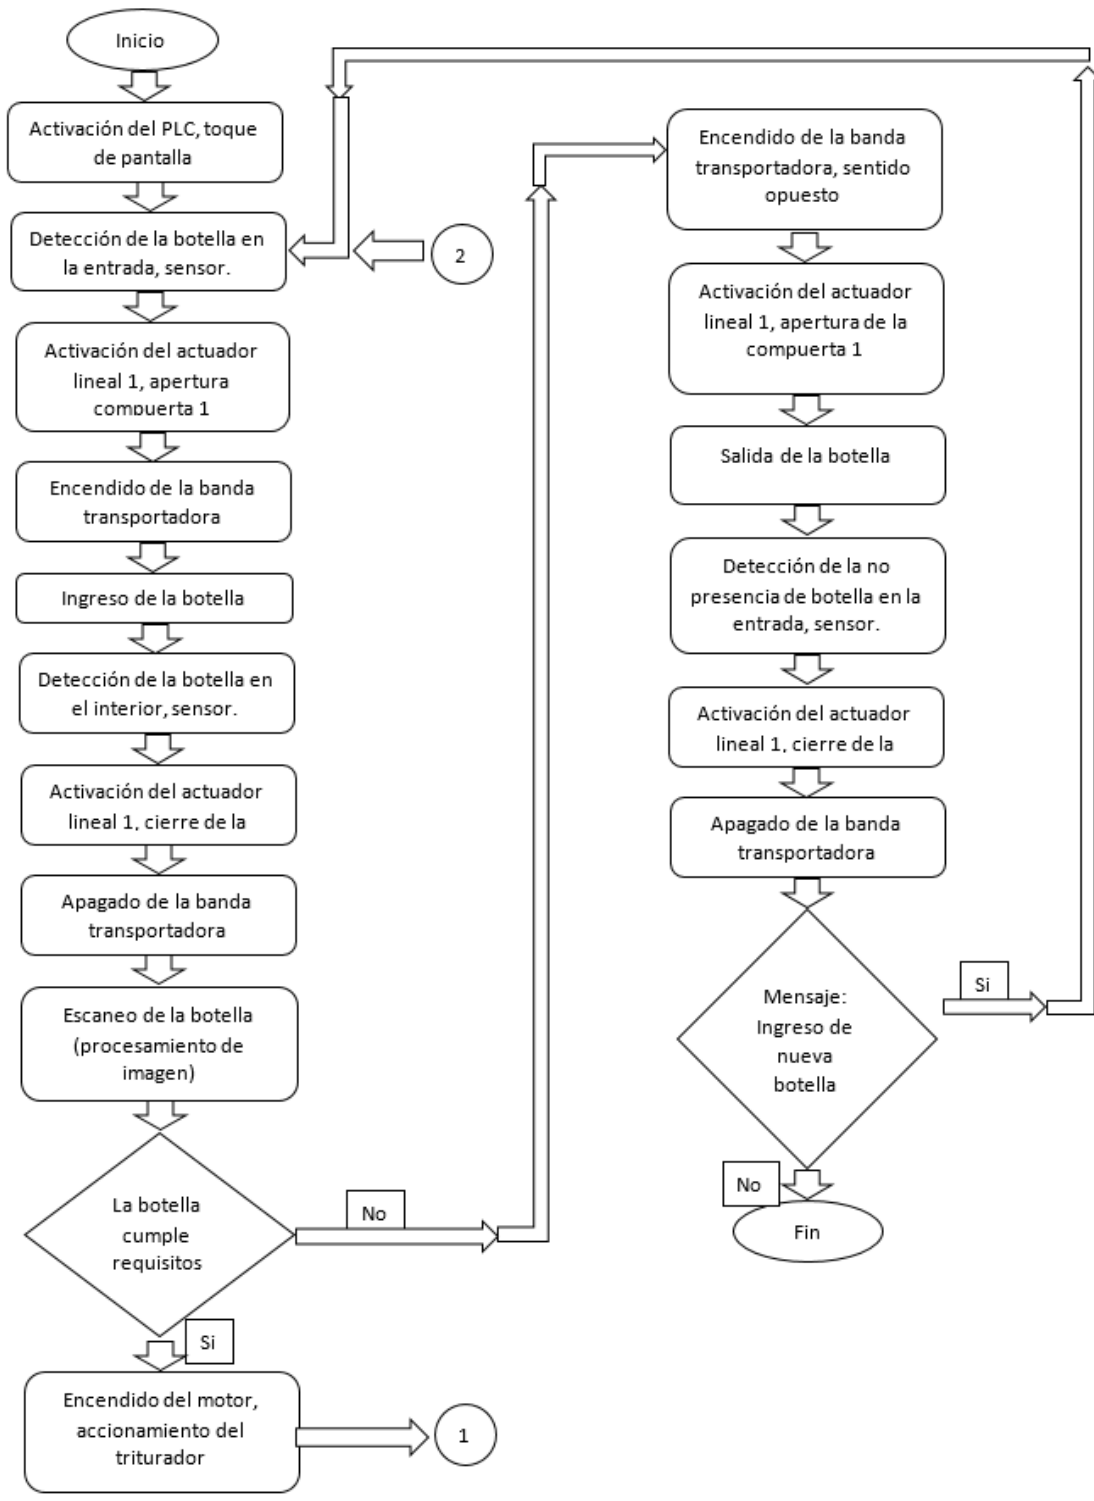 Inicio
Activación del PLC, toque
de pantalla
Detección de la botella en
la entrada, sensor.
2
Activación del actuador
lineal 1, apertura
compuerta 1
Encendido de la banda
transportadora
Ingreso de la botella
Detección de la botella en
el interior, sensor.
Activación del actuador
lineal 1, cierre de la
Apagado de la banda
transportadora
Escaneo de la botella
(procesamiento de
imagen)
La botella
cumple
requisitos
No
Si
Encendido del motor,
accionamiento del
triturador
1
Encendido de la banda
transportadora, sentido
opuesto
Activación del actuador
lineal 1, apertura de la
compuerta 1
Salida de la botella
Detección de la no
presencia de botella en la
entrada, sensor.
Activación del actuador
lineal 1, cierre de la
Apagado de la banda
transportadora
Mensaje:
Ingreso de
nueva
botella
Si
No
Fin